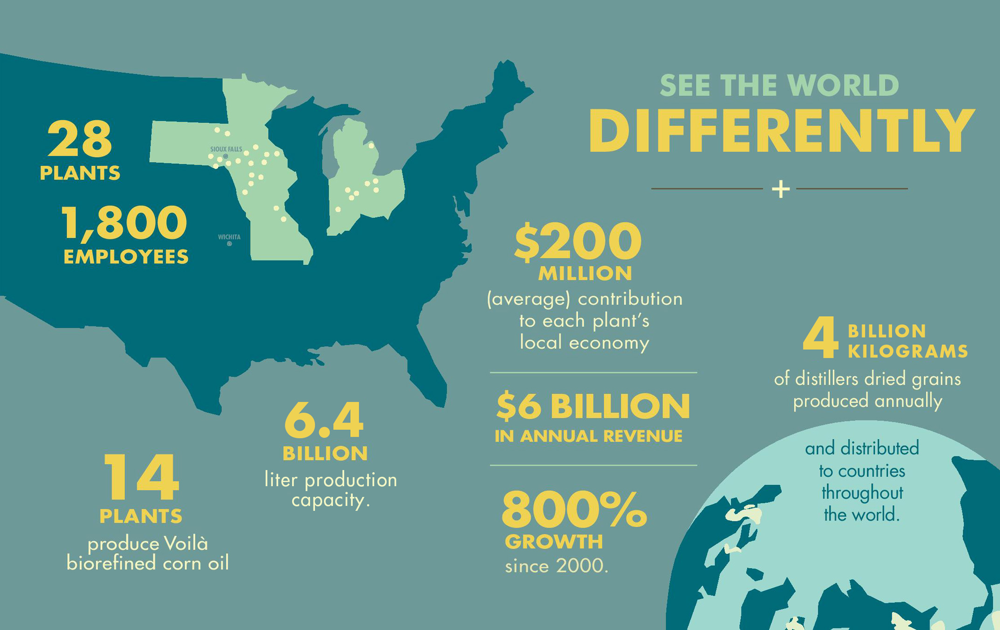 SEE THE WORLD
DIFFERENTLY
+
28
PLANTS
1,800
EMPLOYEES
SIOUX FALLS
WICHITA
$200
MILLION
(average) contribution
to each plant's
local economy
$6 BILLION
IN ANNUAL REVENUE
800%
GROWTH
since 2000.
6.4
BILLION
liter production
capacity.
14
PLANTS
produce Voilà
biorefined corn oil
4 BILLION
KILOGRAMS
of distillers dried grains
produced annually
and distributed
to countries
throughout
the world.